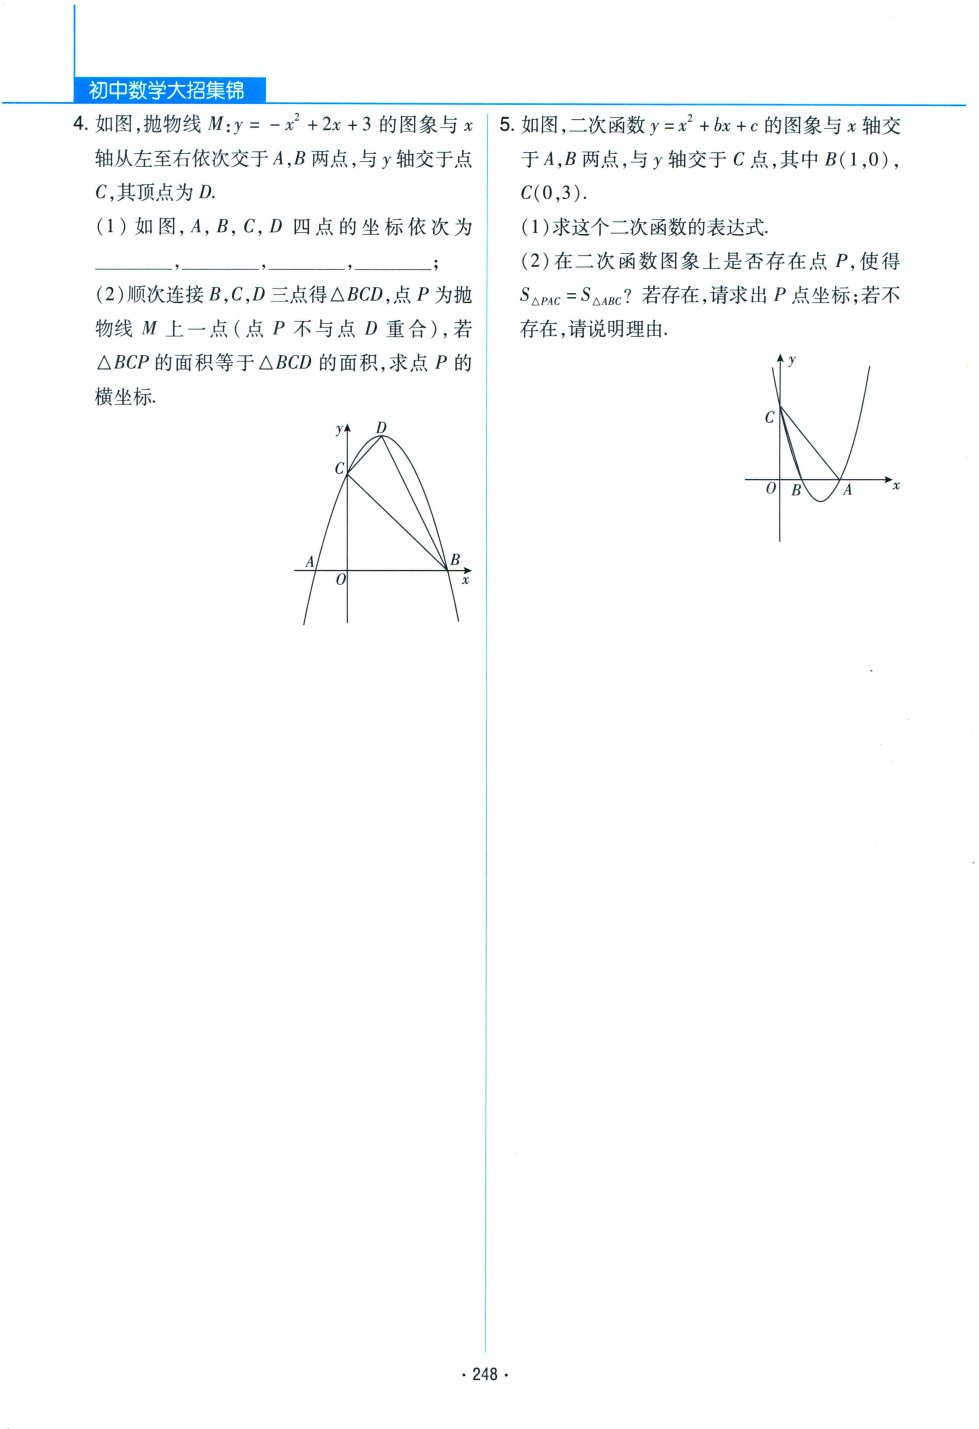 初中数学大招集锦
4. 如图,抛物线 M:y = -x² +2x +3 的图象与 x
轴从左至右依次交于 A,B 两点,与 y 轴交于点
C,其顶点为 D.
(1) 如图, A, B, C, D 四点的坐标依次为
________,________,________,________;
(2)顺次连接 B,C,D 三点得△BCD,点 P 为抛
物线 M 上一点(点 P 不与点 D 重合),若
△BCP 的面积等于△BCD 的面积,求点 P 的
横坐标.
y D
C
A B
O x
5. 如图,二次函数 y =x² +bx +c 的图象与 x 轴交
于 A,B 两点,与 y 轴交于 C 点,其中 B(1,0),
C(0,3).
(1)求这个二次函数的表达式.
(2)在二次函数图象上是否存在点 P,使得
S△PAC = S△ABC? 若存在,请求出 P 点坐标;若不
存在,请说明理由.
y
C
O B A x
· 248 ·